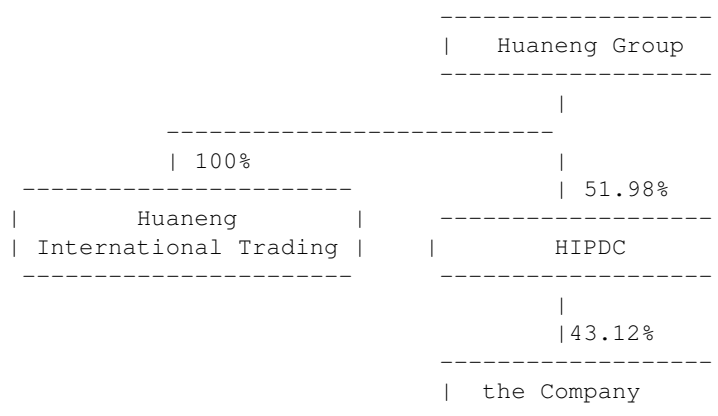 Huaneng Group
100%
51.98%
Huaneng
International Trading
HIPDC
43.12%
the Company